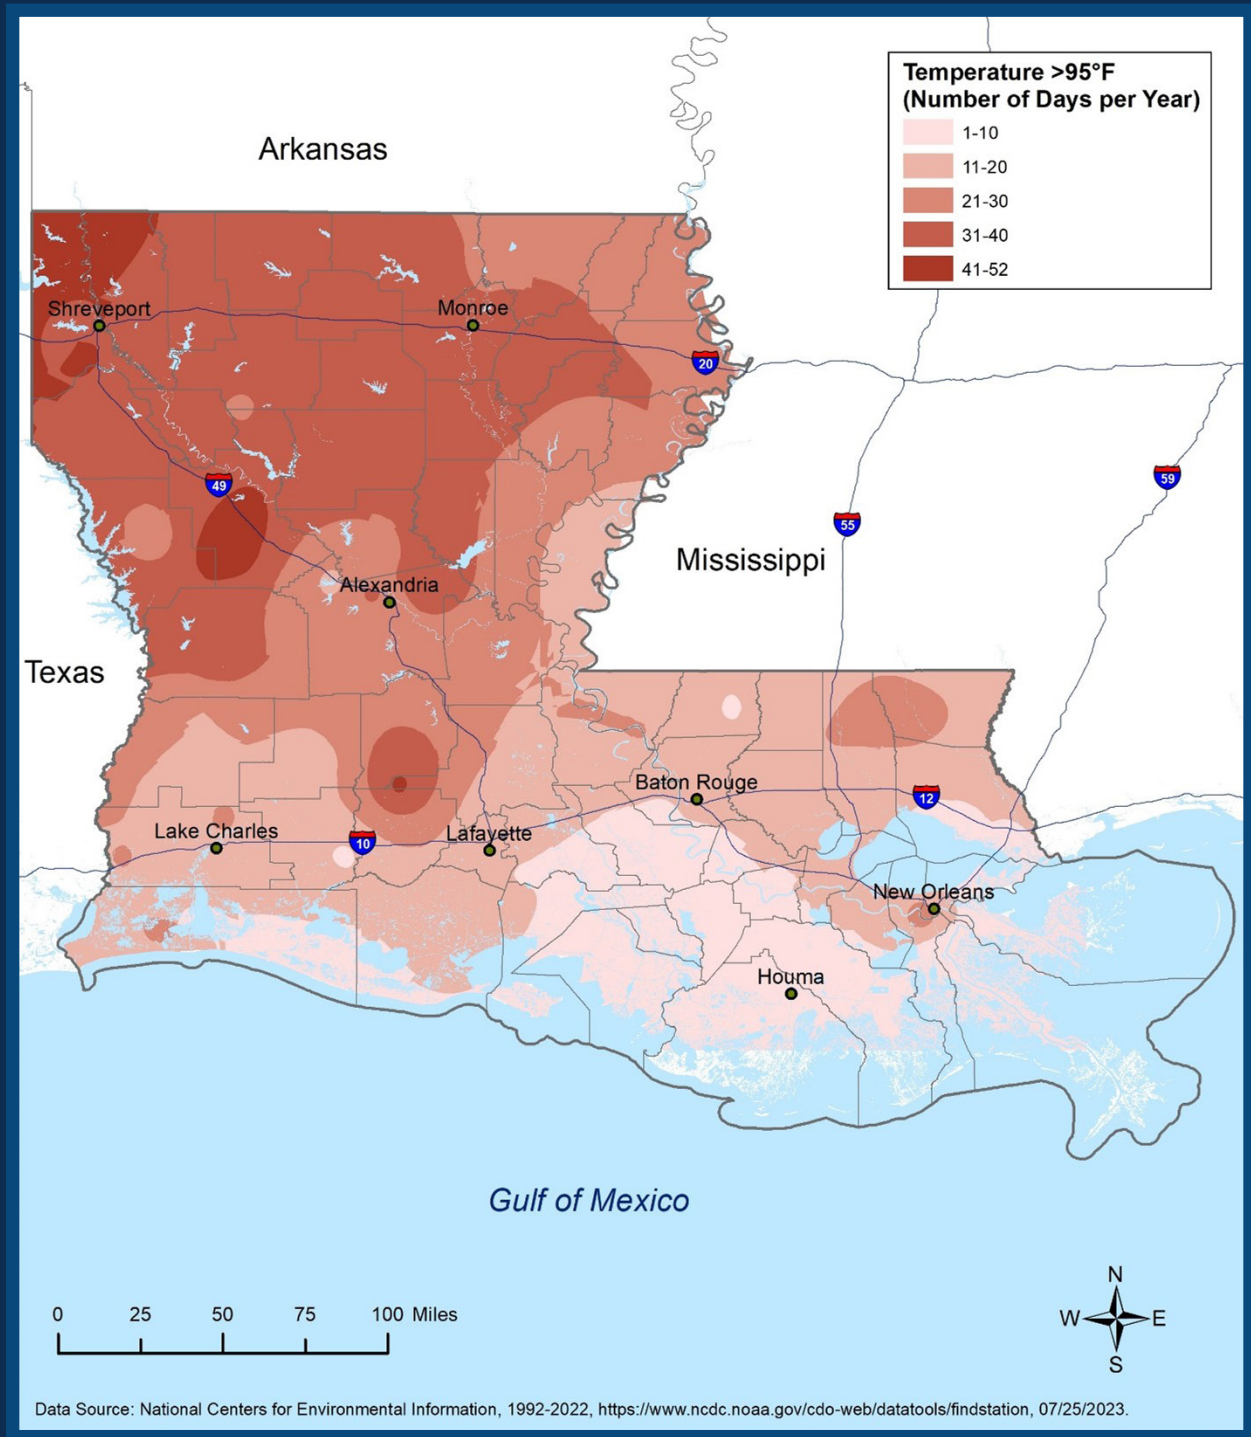 Temperature >95°F
(Number of Days per Year)
1-10
11-20
21-30
31-40
41-52
Arkansas
Shreveport
Monroe
20
49
59
55
Mississippi
Alexandria
Texas
Baton Rouge
12
Lake Charles
10
Lafayette
New Orleans
Houma
Gulf of Mexico
N
W E
S
0 25 50 75 100 Miles
Data Source: National Centers for Environmental Information, 1992-2022, https://www.ncdc.noaa.gov/cdo-web/datatools/findstation, 07/25/2023.